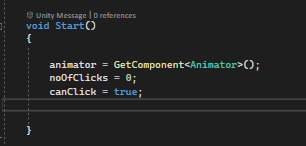 Unity Message | 0 references
void Start()
{
animator = GetComponent<Animator>();
noOfClicks = 0;
canClick = true;
}